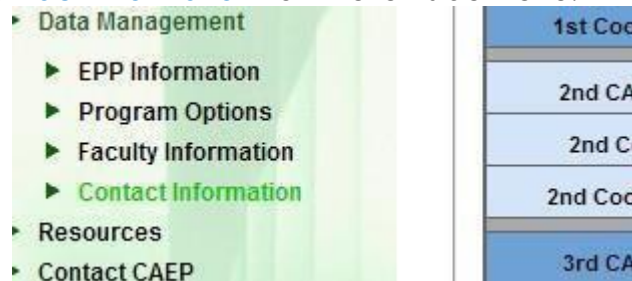 Data Management
EPP Information
Program Options
Faculty Information
Contact Information
Resources
Contact CAEP
1st Coo
2nd CA
2nd C
2nd Coo
3rd CA